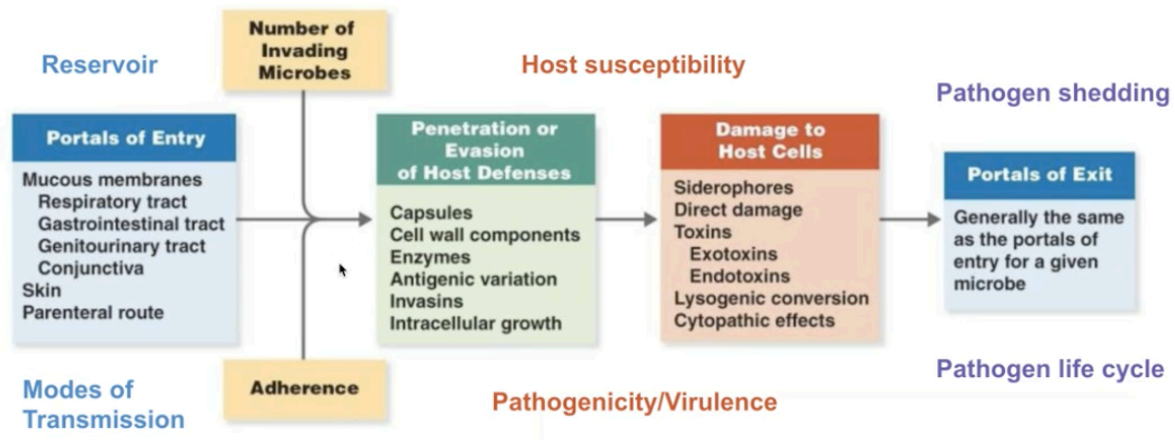 Number of
Invading
Microbes
Reservoir
Host susceptibility
Pathogen shedding
Portals of Entry
Mucous membranes
Respiratory tract
Gastrointestinal tract
Genitourinary tract
Conjunctiva
Skin
Parenteral route
Penetration or
Evasion
of Host Defenses
Capsules
Cell wall components
Enzymes
Antigenic variation
Invasins
Intracellular growth
Damage to
Host Cells
Siderophores
Direct damage
Toxins
Exotoxins
Endotoxins
Lysogenic conversion
Cytopathic effects
Portals of Exit
Generally the same
as the portals of
entry for a given
microbe
Modes of
Transmission
Adherence
Pathogenicity/Virulence
Pathogen life cycle